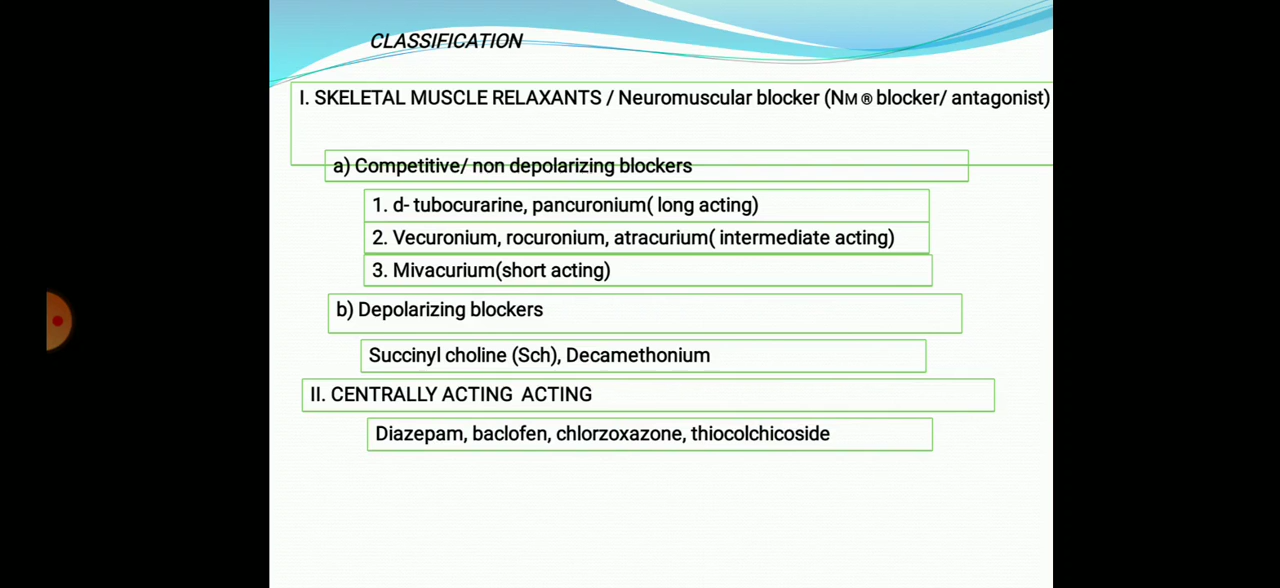 CLASSIFICATION
I. SKELETAL MUSCLE RELAXANTS / Neuromuscular blocker (NM ® blocker/ antagonist)
a) Competitive/ non depolarizing blockers
1. d- tubocurarine, pancuronium( long acting)
2. Vecuronium, rocuronium, atracurium( intermediate acting)
3. Mivacurium(short acting)
b) Depolarizing blockers
Succinyl choline (Sch), Decamethonium
II. CENTRALLY ACTING  ACTING
Diazepam, baclofen, chlorzoxazone, thiocolchicoside